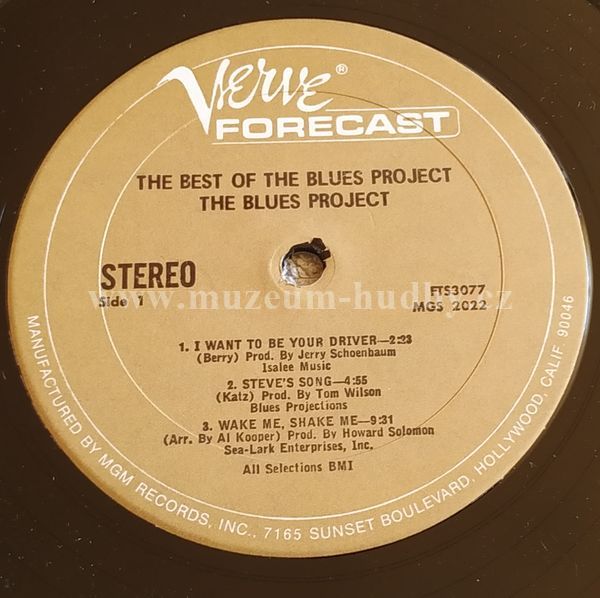 Verve®
FORECAST
THE BEST OF THE BLUES PROJECT
THE BLUES PROJECT
STEREO
Side 1
FTS3077
MGS 2022
www.muzeum-hudby.cz
1. I WANT TO BE YOUR DRIVER—2:23
(Berry) Prod. By Jerry Schoenbaum
Isalee Music
2. STEVE'S SONG—4:55
(Katz) Prod. By Tom Wilson
Blues Projections
3. WAKE ME, SHAKE ME—9:31
(Arr. By Al Kooper) Prod. By Howard Solomon
Sea-Lark Enterprises, Inc.
All Selections BMI
MANUFACTURED BY MGM RECORDS, INC., 7165 SUNSET BOULEVARD, HOLLYWOOD, CALIF. 90046